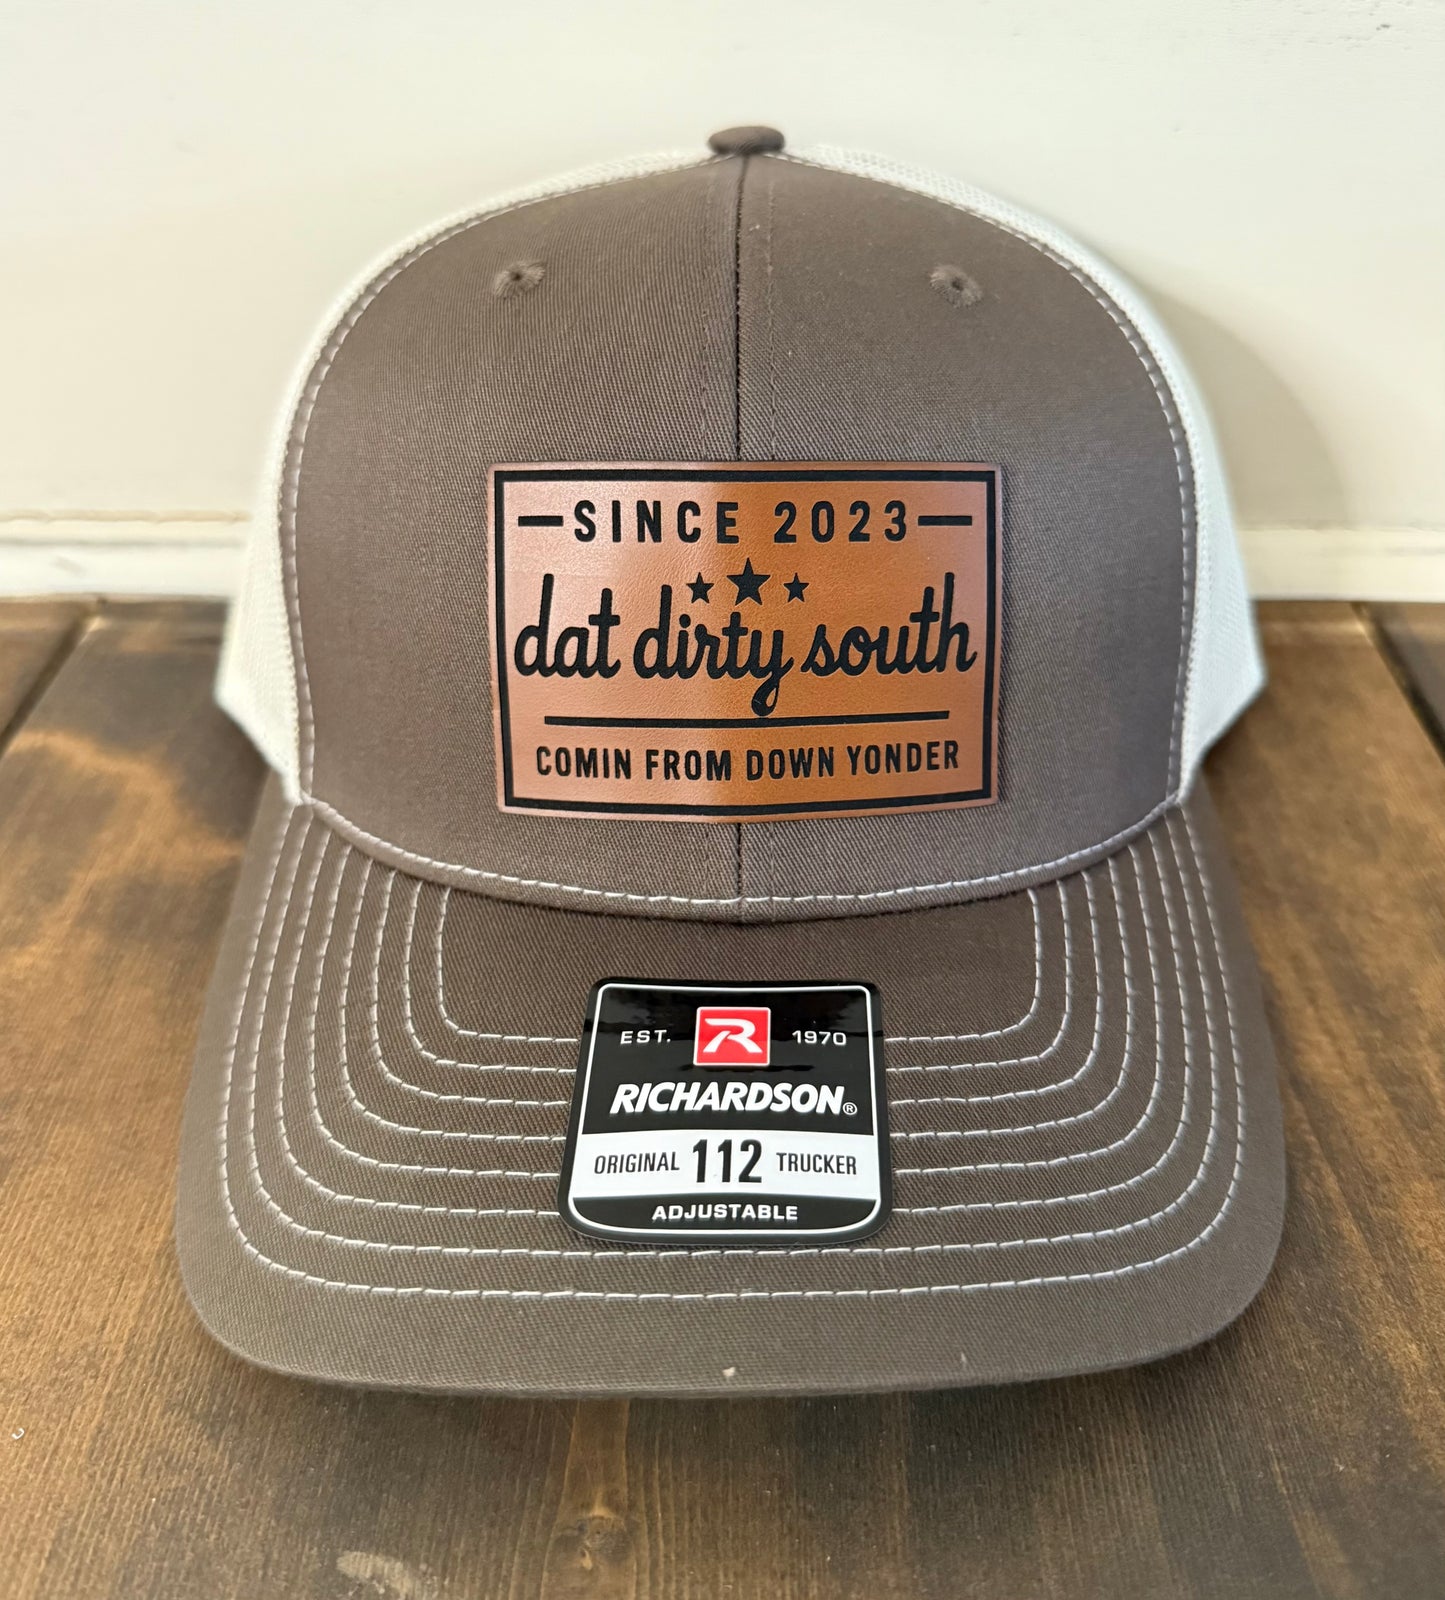 SINCE 2023
dat dirty south
COMIN FROM DOWN YONDER
EST. R 1970
RICHARDSON®
ORIGINAL 112 TRUCKER
ADJUSTABLE